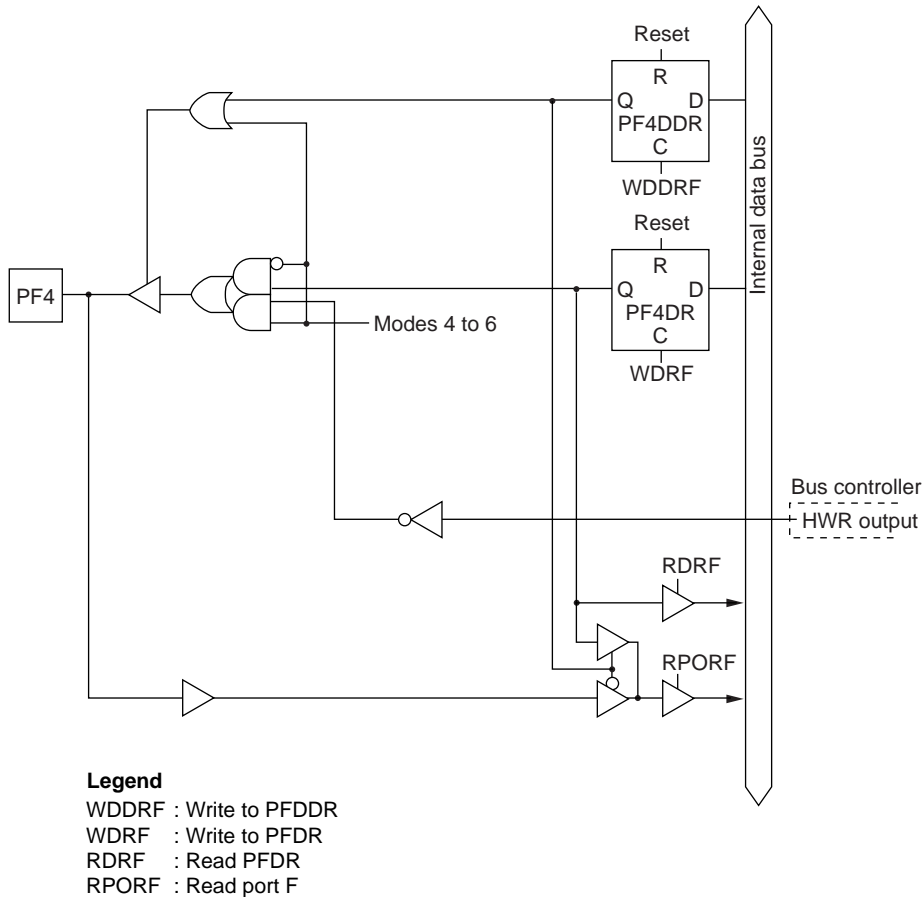 Reset
R
Q D
PF4DDR
C
WDDRF
Reset
R
Q D
PF4DR
C
WDRF
Internal data bus
PF4
Modes 4 to 6
Bus controller
HWR output
RDRF
RPORF
Legend
WDDRF : Write to PFDDR
WDRF : Write to PFDR
RDRF : Read PFDR
RPORF : Read port F